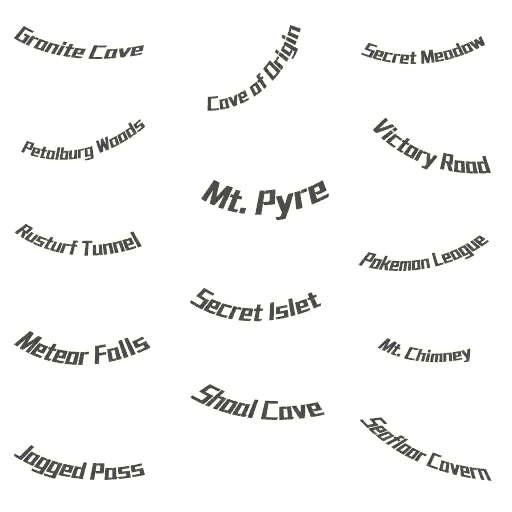 Granite Cave
Cave of Origin
Secret Meadow
Petalburg Woods
Victory Road
Mt. Pyre
Rusturf Tunnel
Pokemon League
Secret Islet
Meteor Falls
Mt. Chimney
Shoal Cave
Seafloor Cavern
Jagged Pass